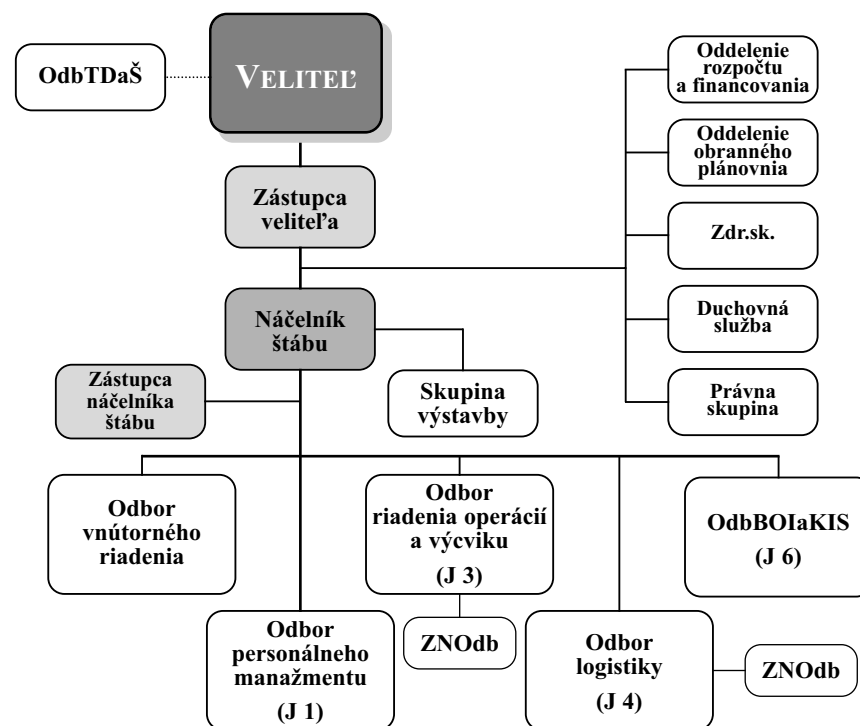 OdbTDaŠ
VELITEĽ
Oddelenie
rozpočtu
a financovania
Oddelenie
obranného
plánovnia
Zástupca
veliteľa
Zdr.sk.
Náčelník
štábu
Duchovná
služba
Zástupca
náčelníka
štábu
Skupina
výstavby
Právna
skupina
Odbor
vnútorného
riadenia
Odbor
riadenia operácií
a výcviku
(J 3)
OdbBOIaKIS
(J 6)
Odbor
personálneho
manažmentu
(J 1)
ZNOdb
Odbor
logistiky
(J 4)
ZNOdb